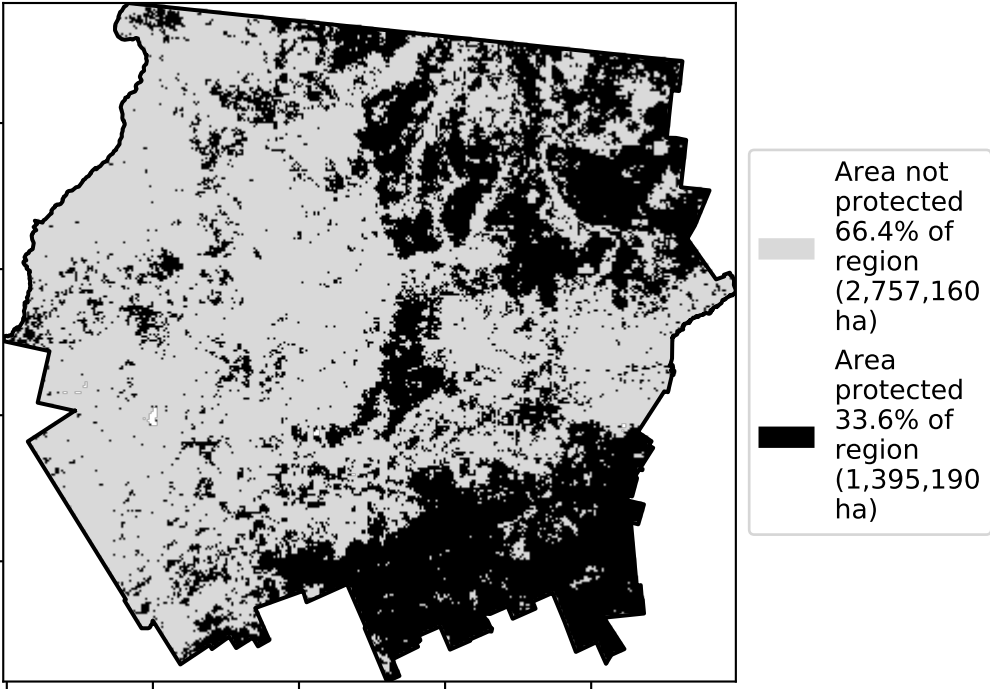 Area not
protected
66.4% of
region
(2,757,160
ha)
Area
protected
33.6% of
region
(1,395,190
ha)